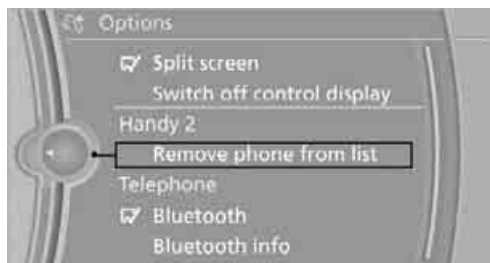 Options
Split screen
Switch off control display
Handy 2
Remove phone from list
Telephone
Bluetooth
Bluetooth info